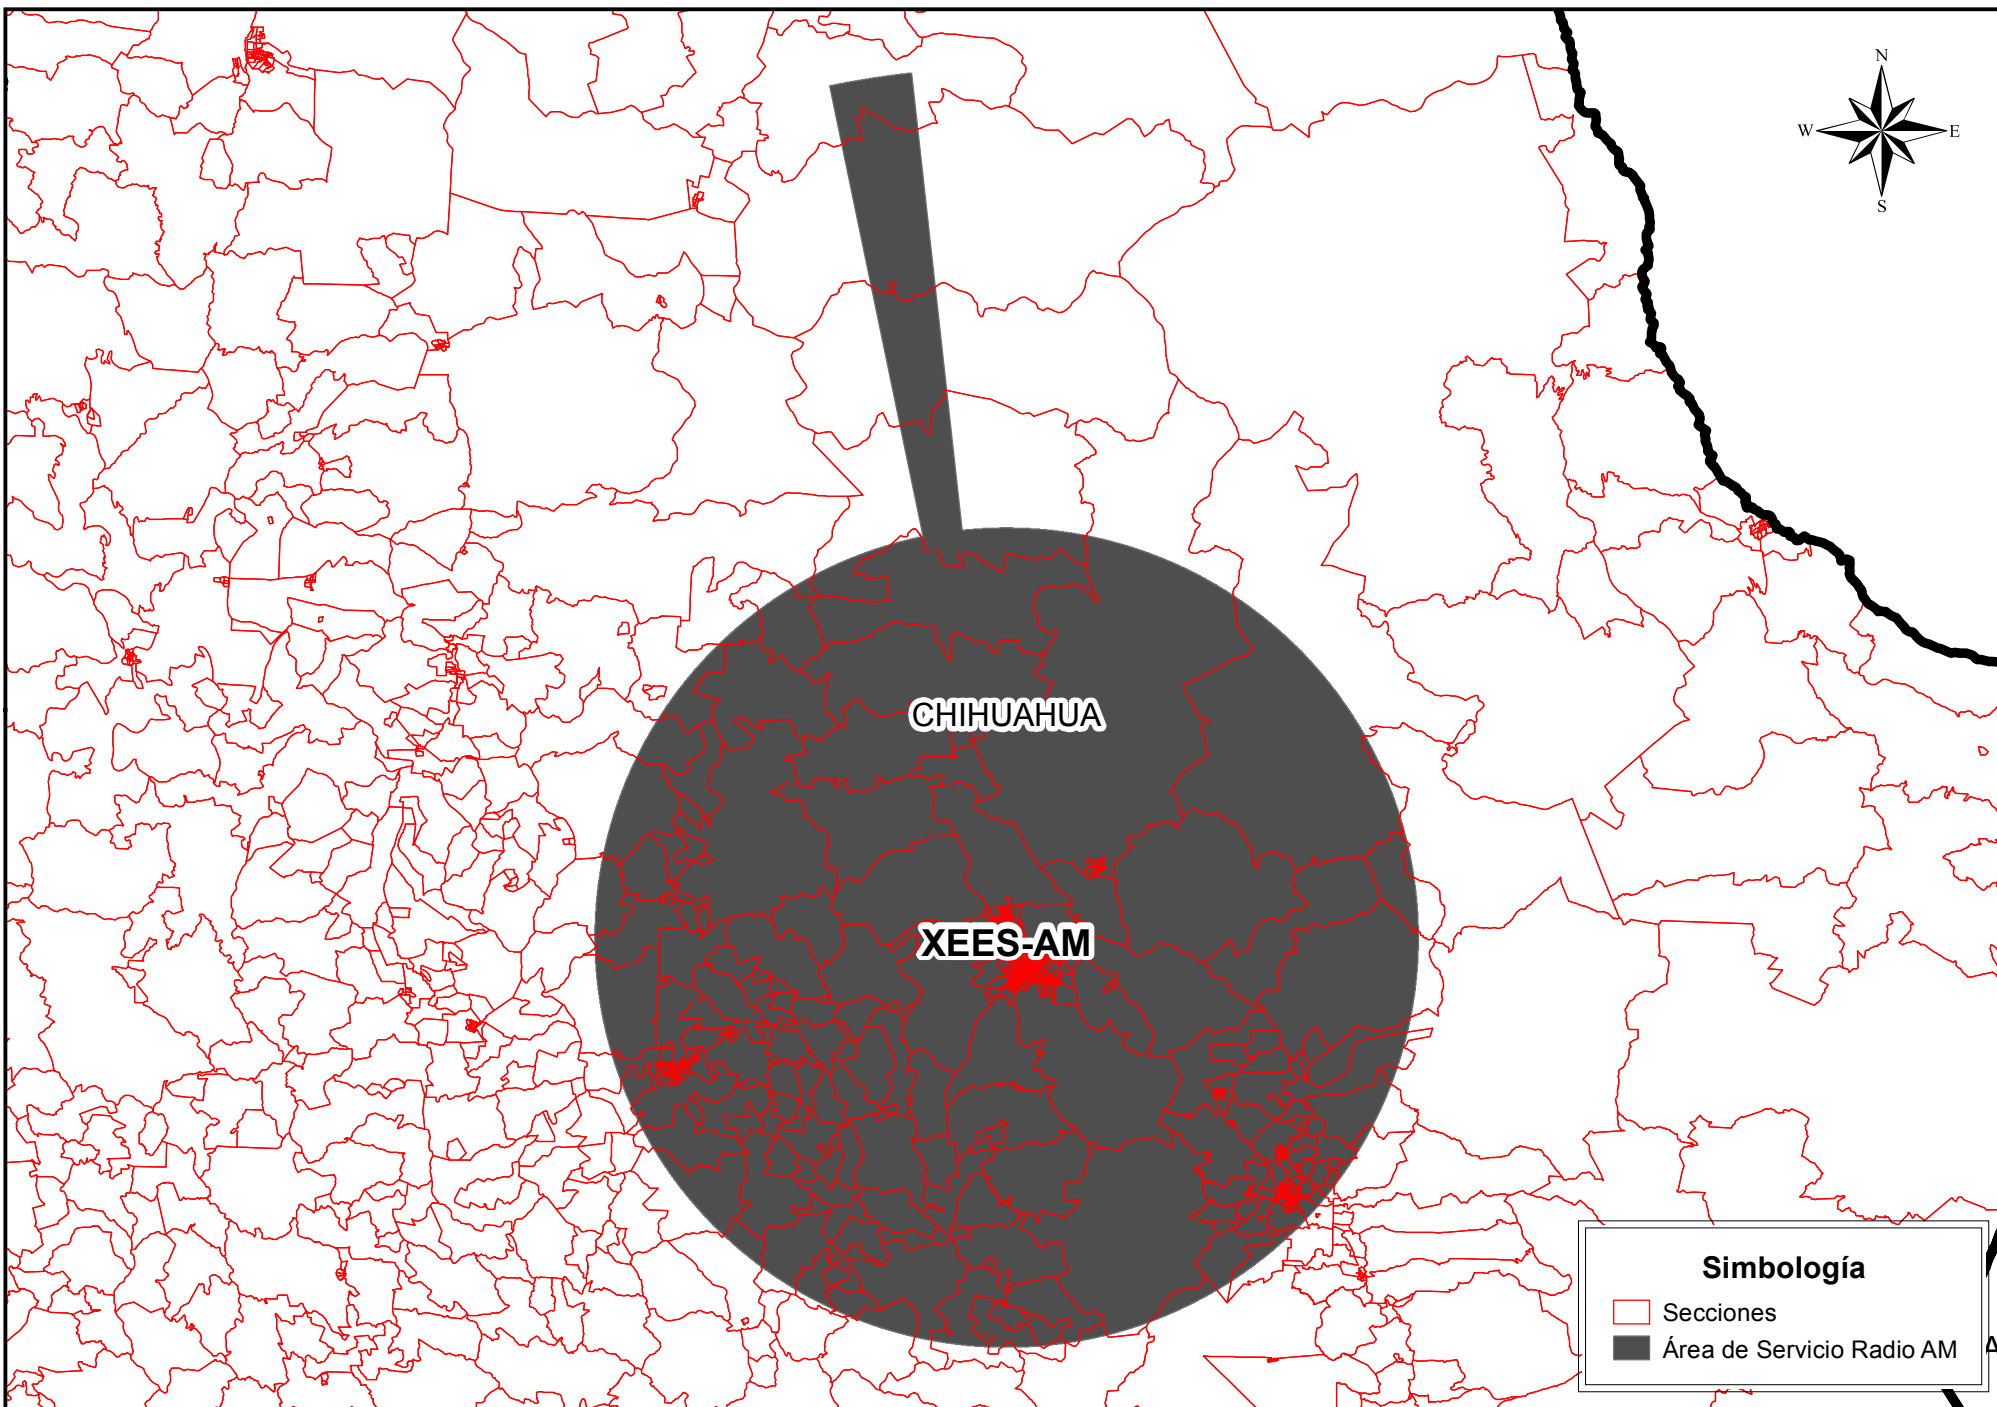 N
W E
S
CHIHUAHUA
XEES-AM
Simbología
Secciones
Área de Servicio Radio AM